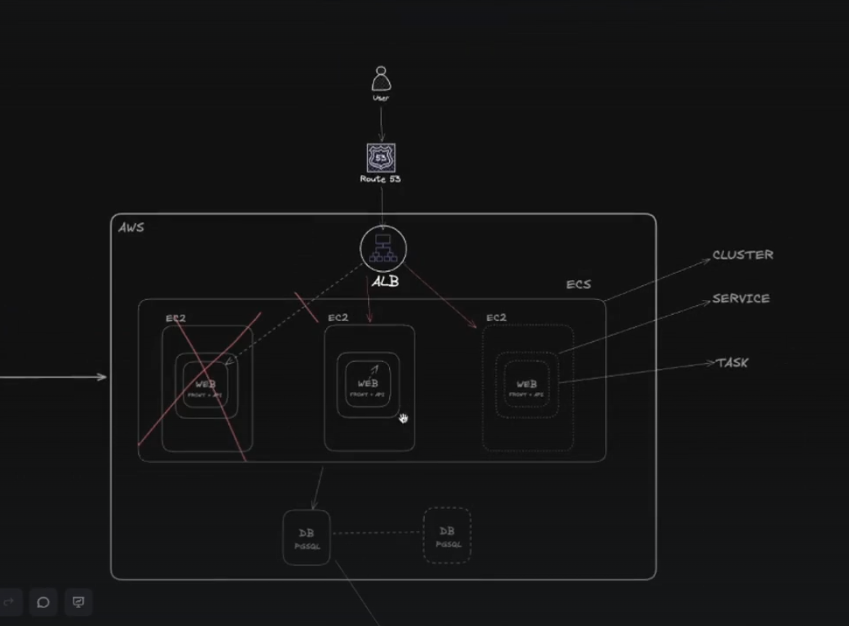 User
53
Route 53
AWS
ALB
ECS
CLUSTER
SERVICE
TASK
EC2
EC2
EC2
WEB
FRONT + API
WEB
FRONT + API
WEB
FRONT + API
DB
PGSQL
DB
PGSQL